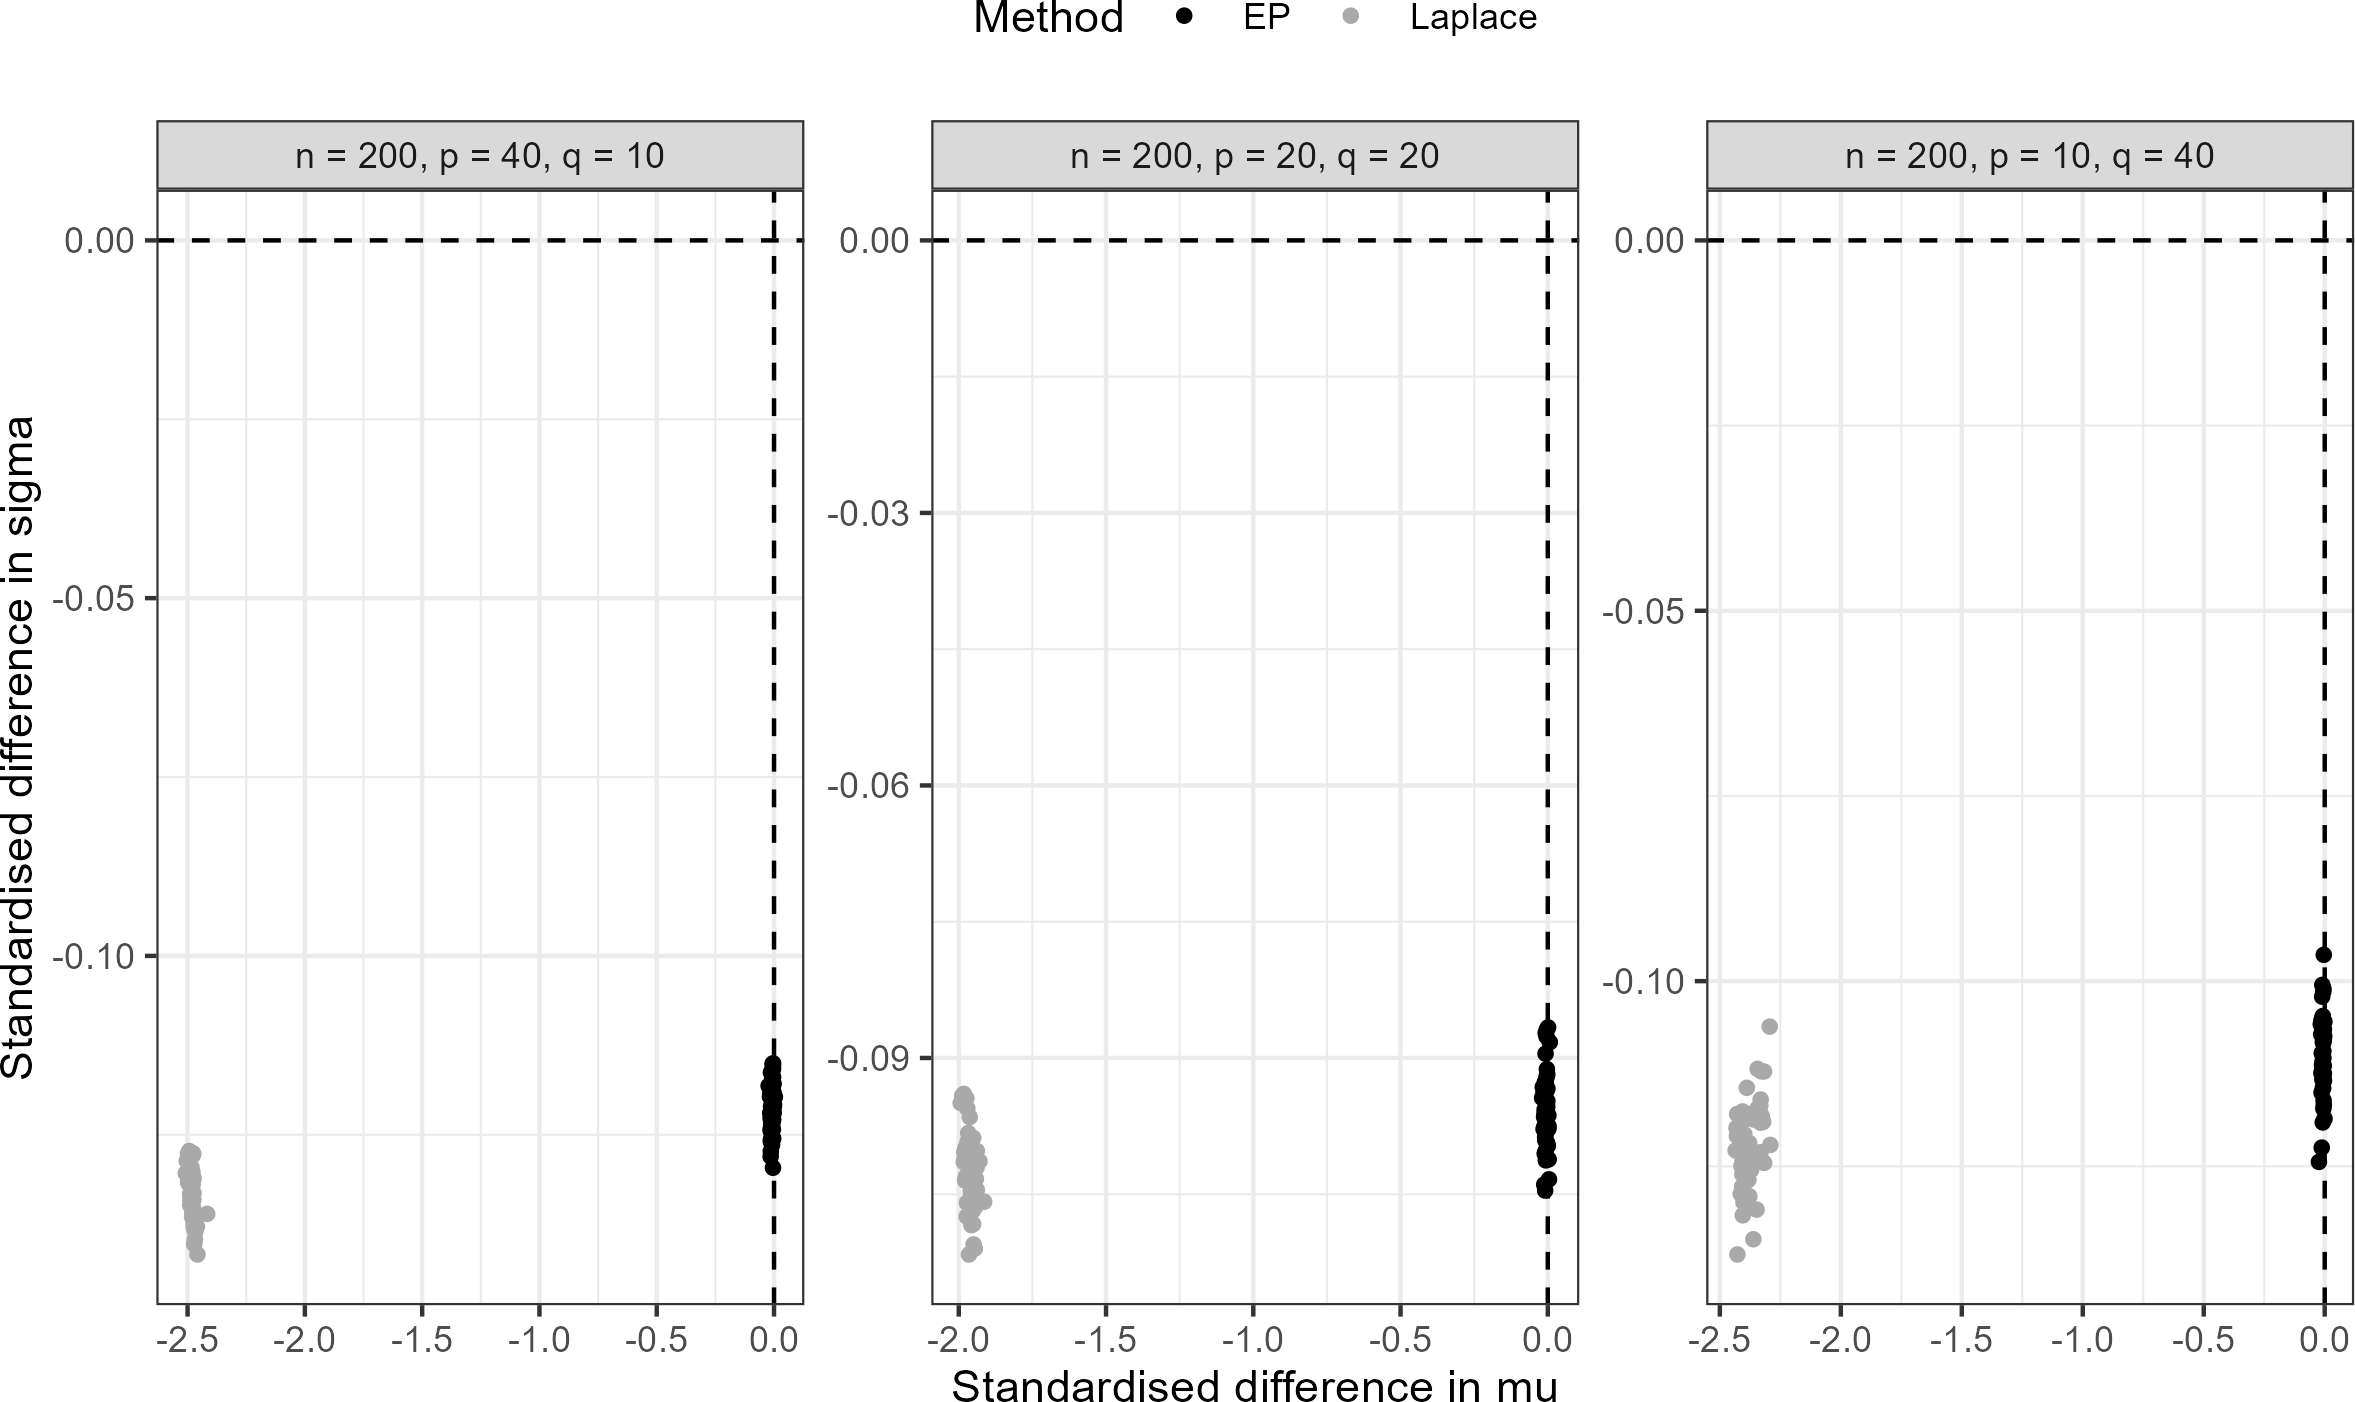 Method EP Laplace
n = 200, p = 40, q = 10
n = 200, p = 20, q = 20
n = 200, p = 10, q = 40
Standardised difference in sigma
0.00
-0.05
-0.10
0.00
-0.03
-0.06
-0.09
0.00
-0.05
-0.10
-2.5 -2.0 -1.5 -1.0 -0.5 0.0
-2.0 -1.5 -1.0 -0.5 0.0
-2.5 -2.0 -1.5 -1.0 -0.5 0.0
Standardised difference in mu